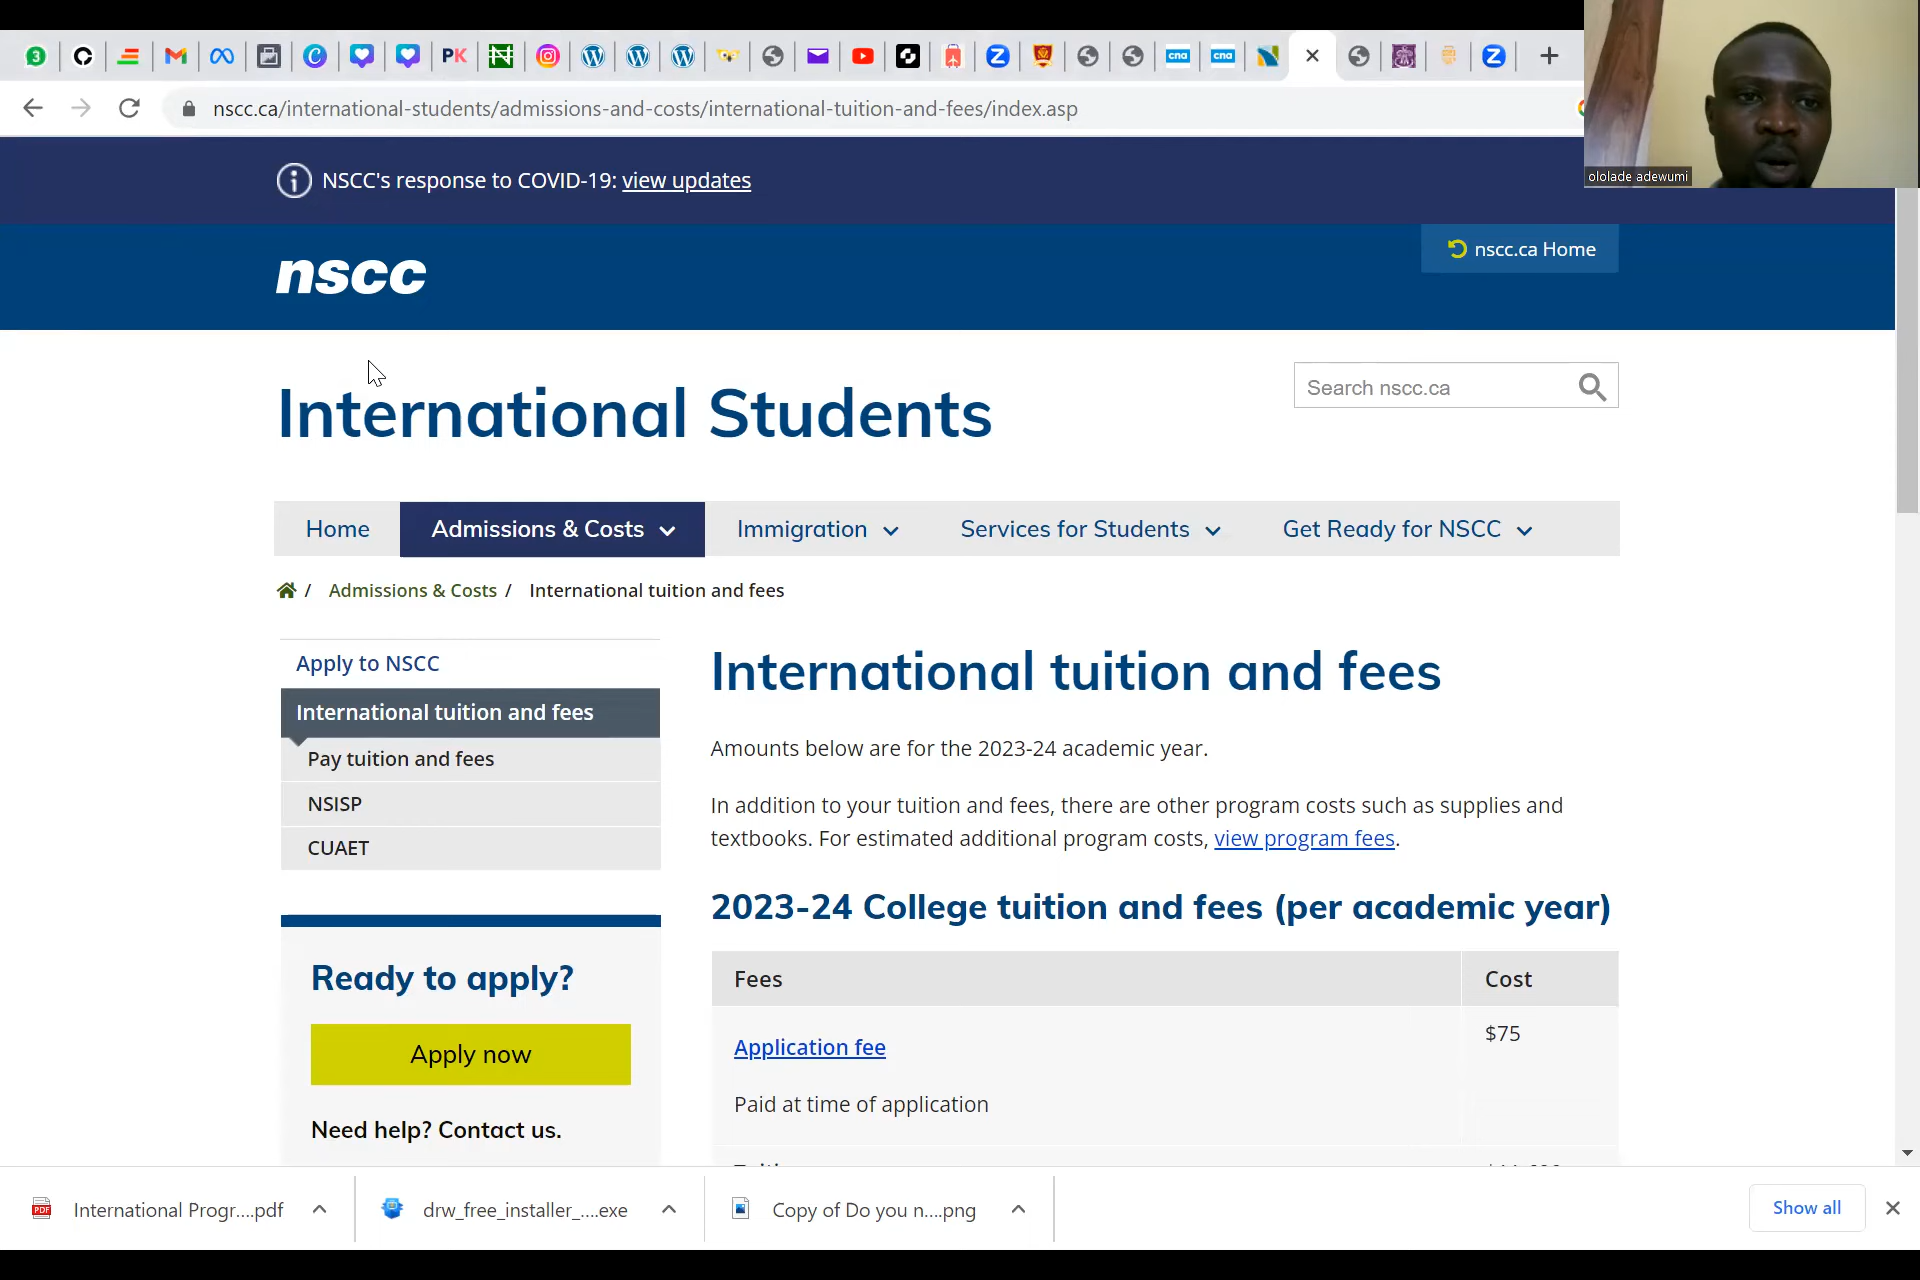 3
PK
cna
cna
nscc.ca/international-students/admissions-and-costs/international-tuition-and-fees/index.asp
ololade adewumi
NSCC's response to COVID-19: view updates
nscc.ca Home
nscc
International Students
Search nscc.ca
Home
Admissions & Costs
Immigration
Services for Students
Get Ready for NSCC
/ Admissions & Costs / International tuition and fees
Apply to NSCC
International tuition and fees
Pay tuition and fees
NSISP
CUAET
Ready to apply?
Apply now
Need help? Contact us.
International tuition and fees
Amounts below are for the 2023-24 academic year.
In addition to your tuition and fees, there are other program costs such as supplies and
textbooks. For estimated additional program costs, view program fees.
2023-24 College tuition and fees (per academic year)
Fees
Cost
Application fee
$75
Paid at time of application
PDF
International Progr....pdf
drw_free_installer_....exe
Copy of Do you n....png
Show all